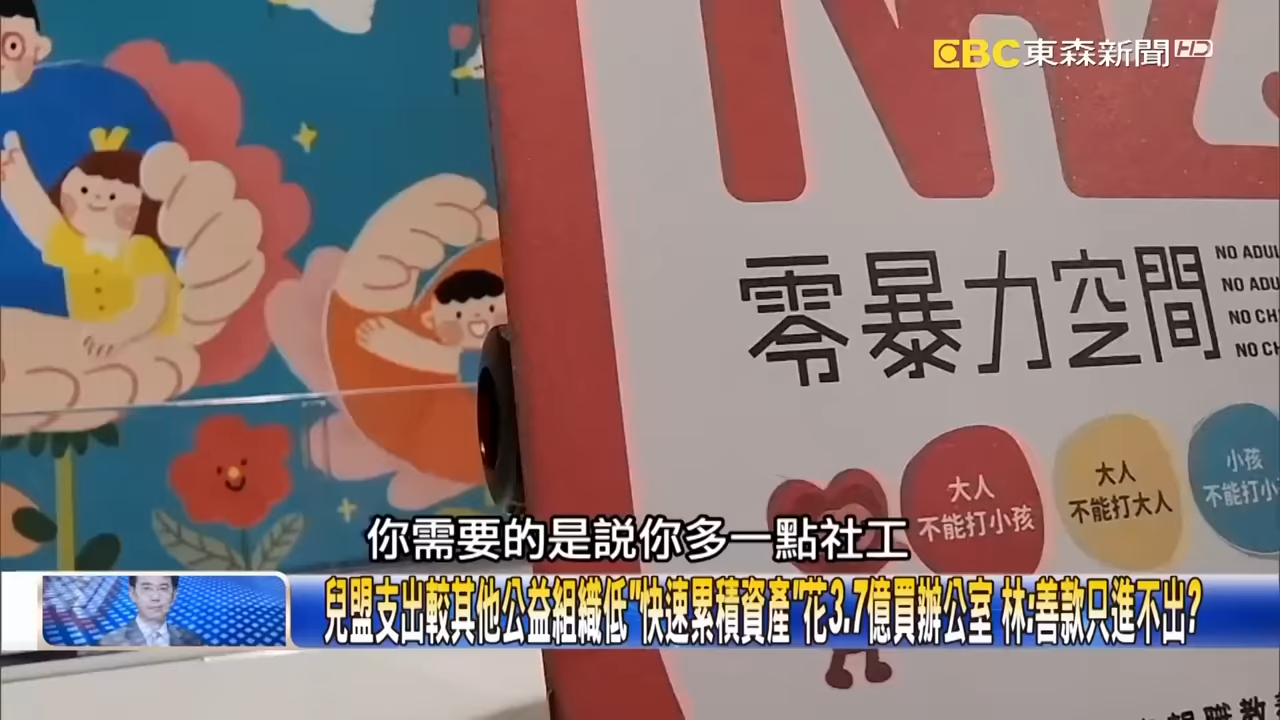 EBC東森新聞HD
零暴力空間
NO ADUL
NO ADU
NO CH
NO CH
大人
不能打小孩
大人
不能打大人
小孩
不能打小
你需要的是說你多一點社工
兒盟支出較其他公益組織低"快速累積資產"花3.7億買辦公室 林:善款只進不出?